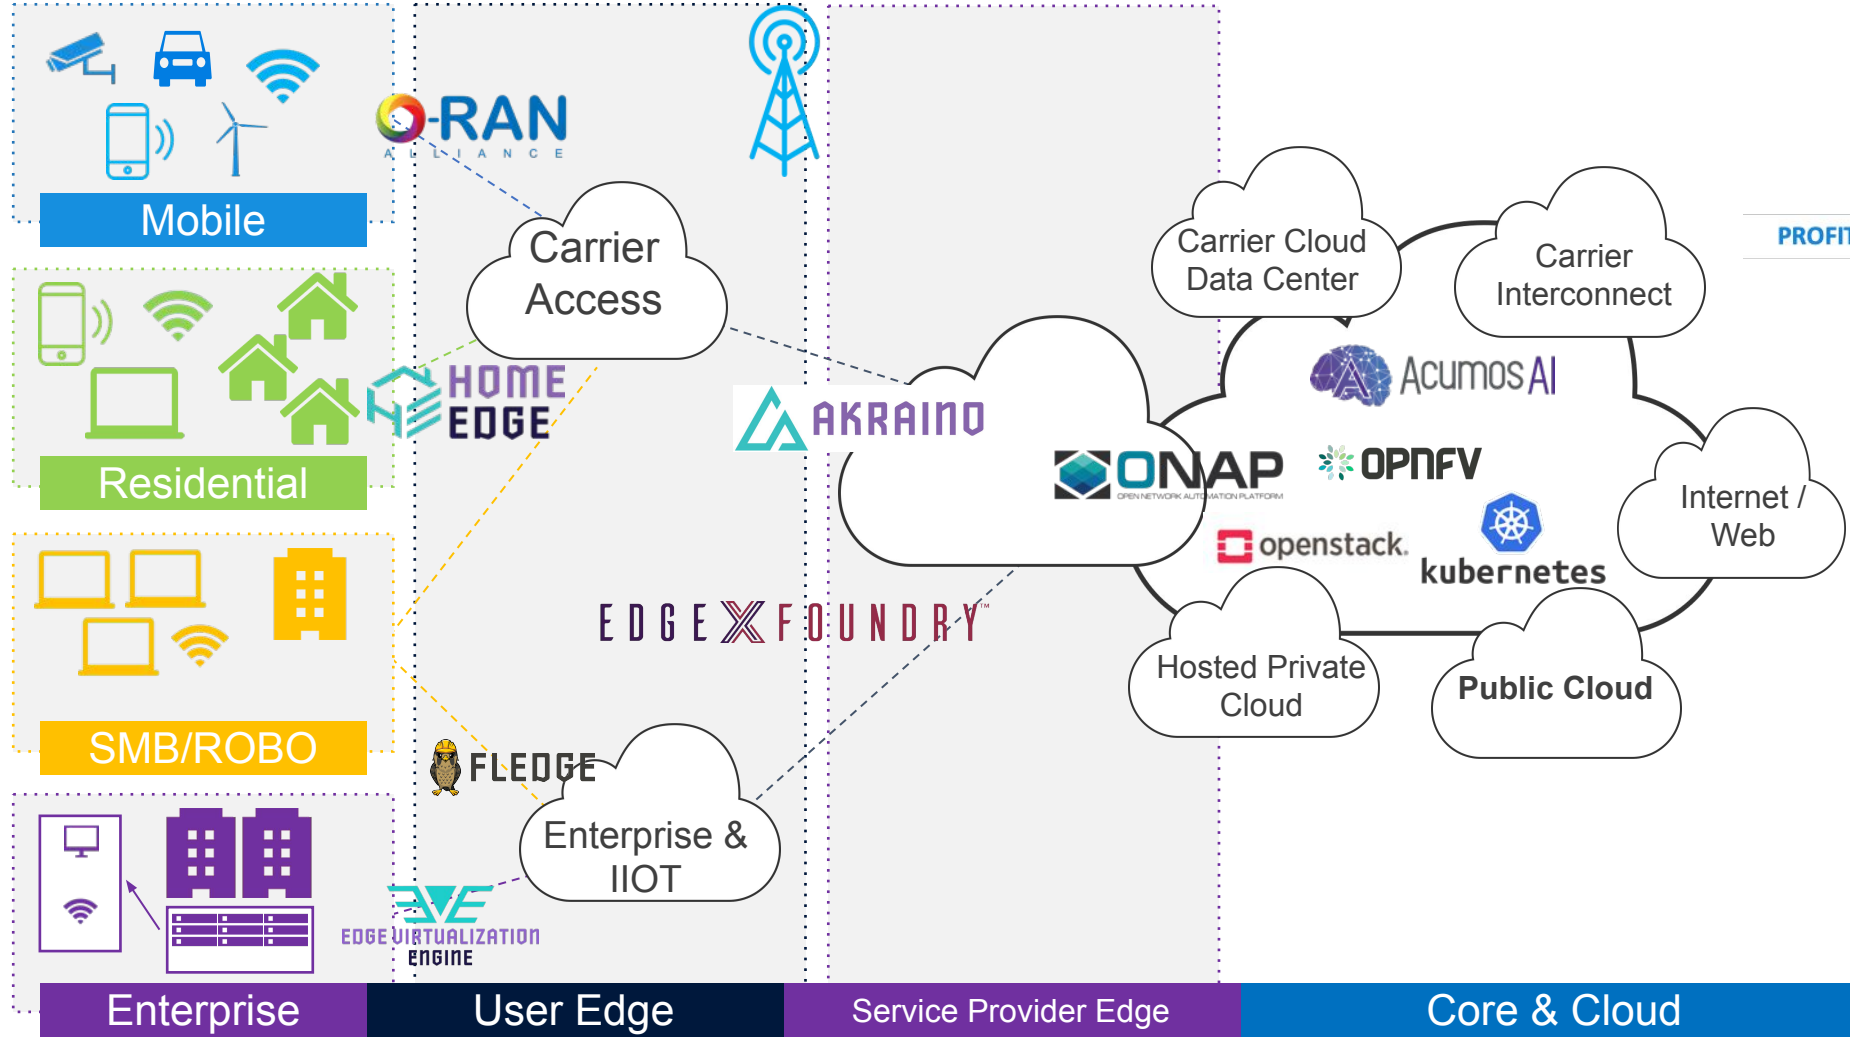 O-RAN
ALLIANCE
Mobile
Carrier
Access
Carrier Cloud
Data Center
Carrier
Interconnect
PROFIT
Acumos AI
HOME
EDGE
Residential
AKRAINO
ONAP
OPEN NETWORK AUTOMATION PLATFORM
OPNFV
Internet /
Web
openstack.
kubernetes
EDGE X FOUNDRY™
Hosted Private
Cloud
Public Cloud
SMB/ROBO
FLEDGE
Enterprise &
IIOT
EDGE VIRTUALIZATION
ENGINE
Enterprise
User Edge
Service Provider Edge
Core & Cloud